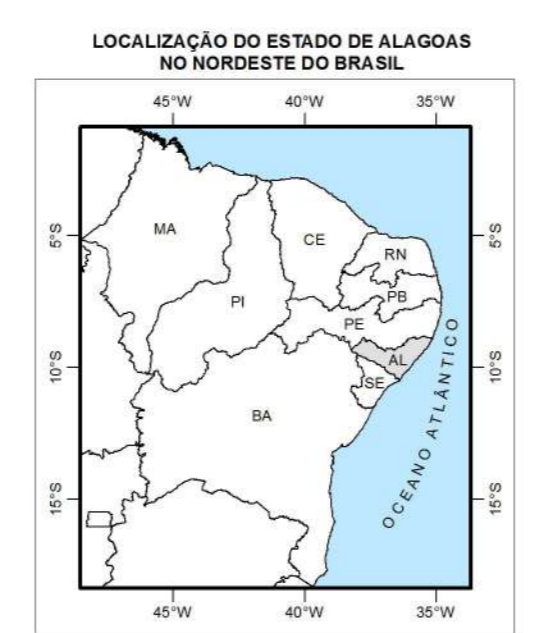 LOCALIZAÇÃO DO ESTADO DE ALAGOAS
NO NORDESTE DO BRASIL
45°W 40°W 35°W
5°S 5°S
MA CE RN
PI PB
PE
AL
10°S 10°S
SE
BA
OCEANO ATLÂNTICO
15°S 15°S
45°W 40°W 35°W